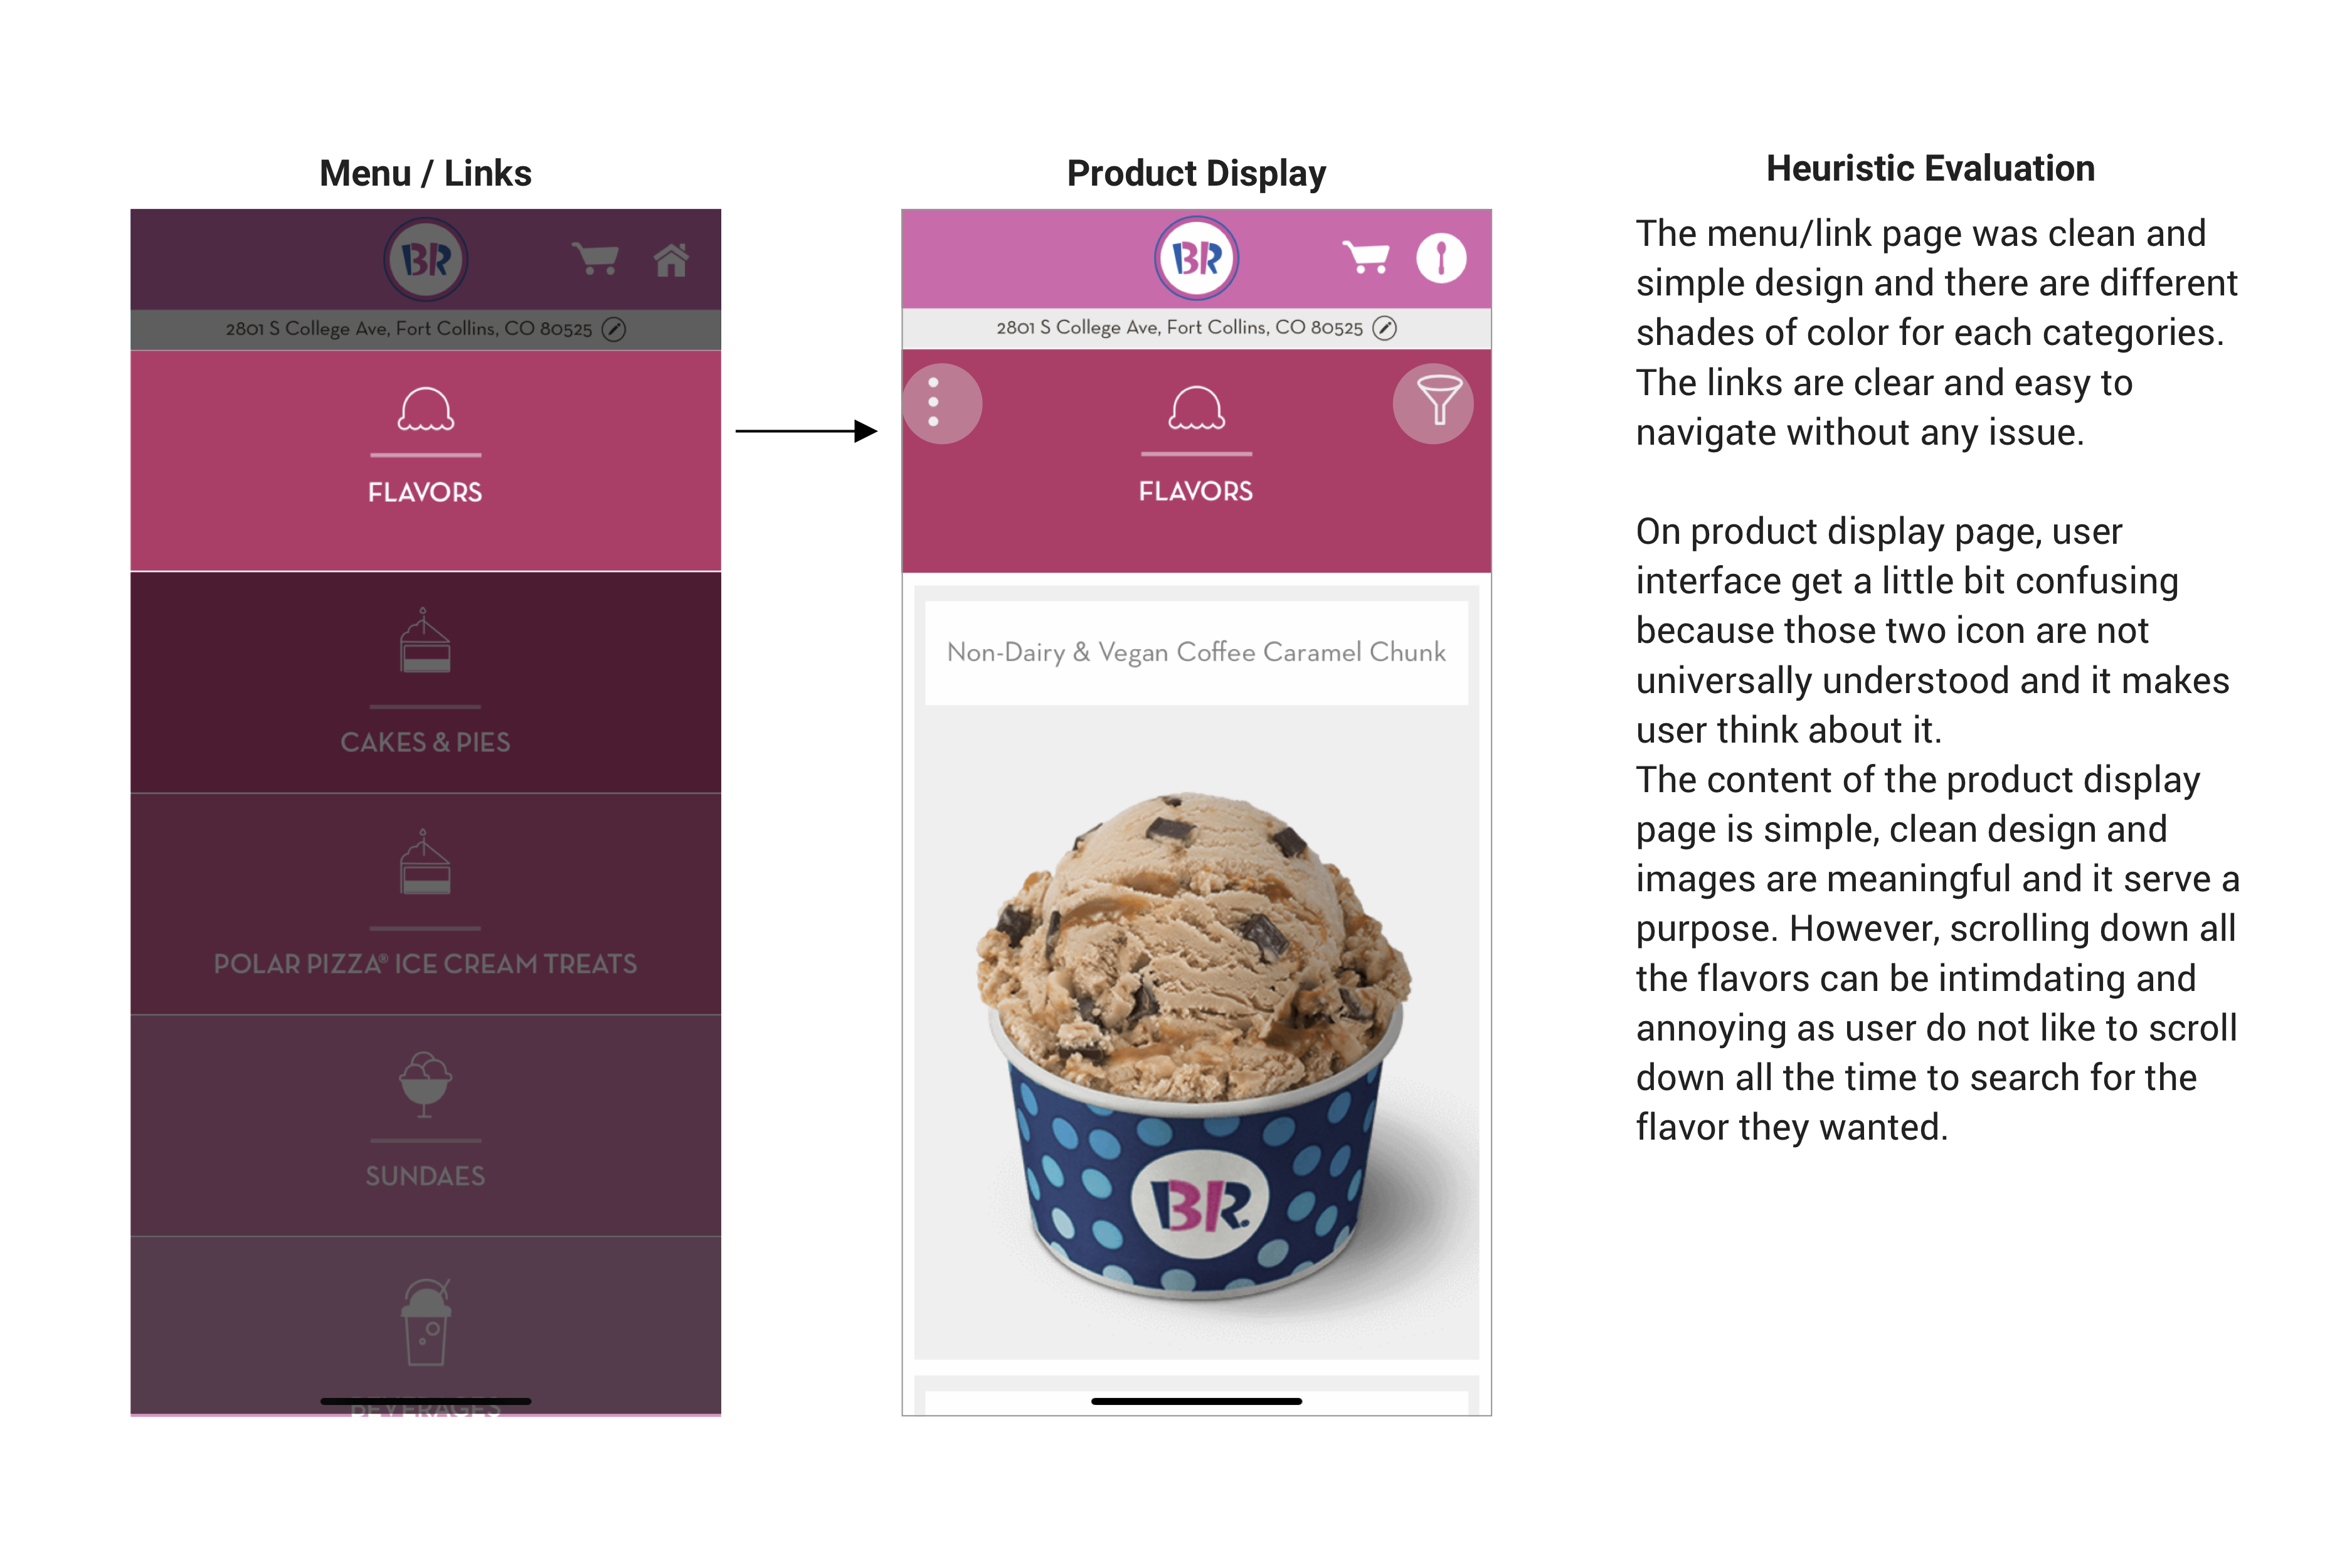 Menu / Links
BR
2801 S College Ave, Fort Collins, CO 80525
FLAVORS
CAKES & PIES
POLAR PIZZA® ICE CREAM TREATS
SUNDAES
BEVERAGES
Product Display
BR
2801 S College Ave, Fort Collins, CO 80525
FLAVORS
Non-Dairy & Vegan Coffee Caramel Chunk
BR
Heuristic Evaluation
The menu/link page was clean and
simple design and there are different
shades of color for each categories.
The links are clear and easy to
navigate without any issue.
On product display page, user
interface get a little bit confusing
because those two icon are not
universally understood and it makes
user think about it.
The content of the product display
page is simple, clean design and
images are meaningful and it serve a
purpose. However, scrolling down all
the flavors can be intimdating and
annoying as user do not like to scroll
down all the time to search for the
flavor they wanted.